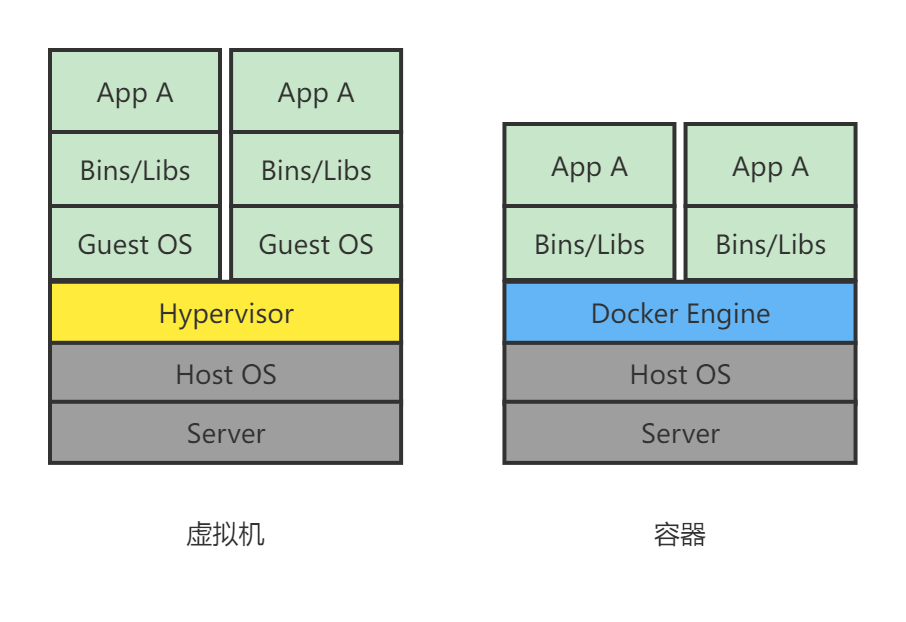 App A
App A
Bins/Libs
Bins/Libs
Guest OS
Guest OS
Hypervisor
Host OS
Server
虚拟机
App A
App A
Bins/Libs
Bins/Libs
Docker Engine
Host OS
Server
容器